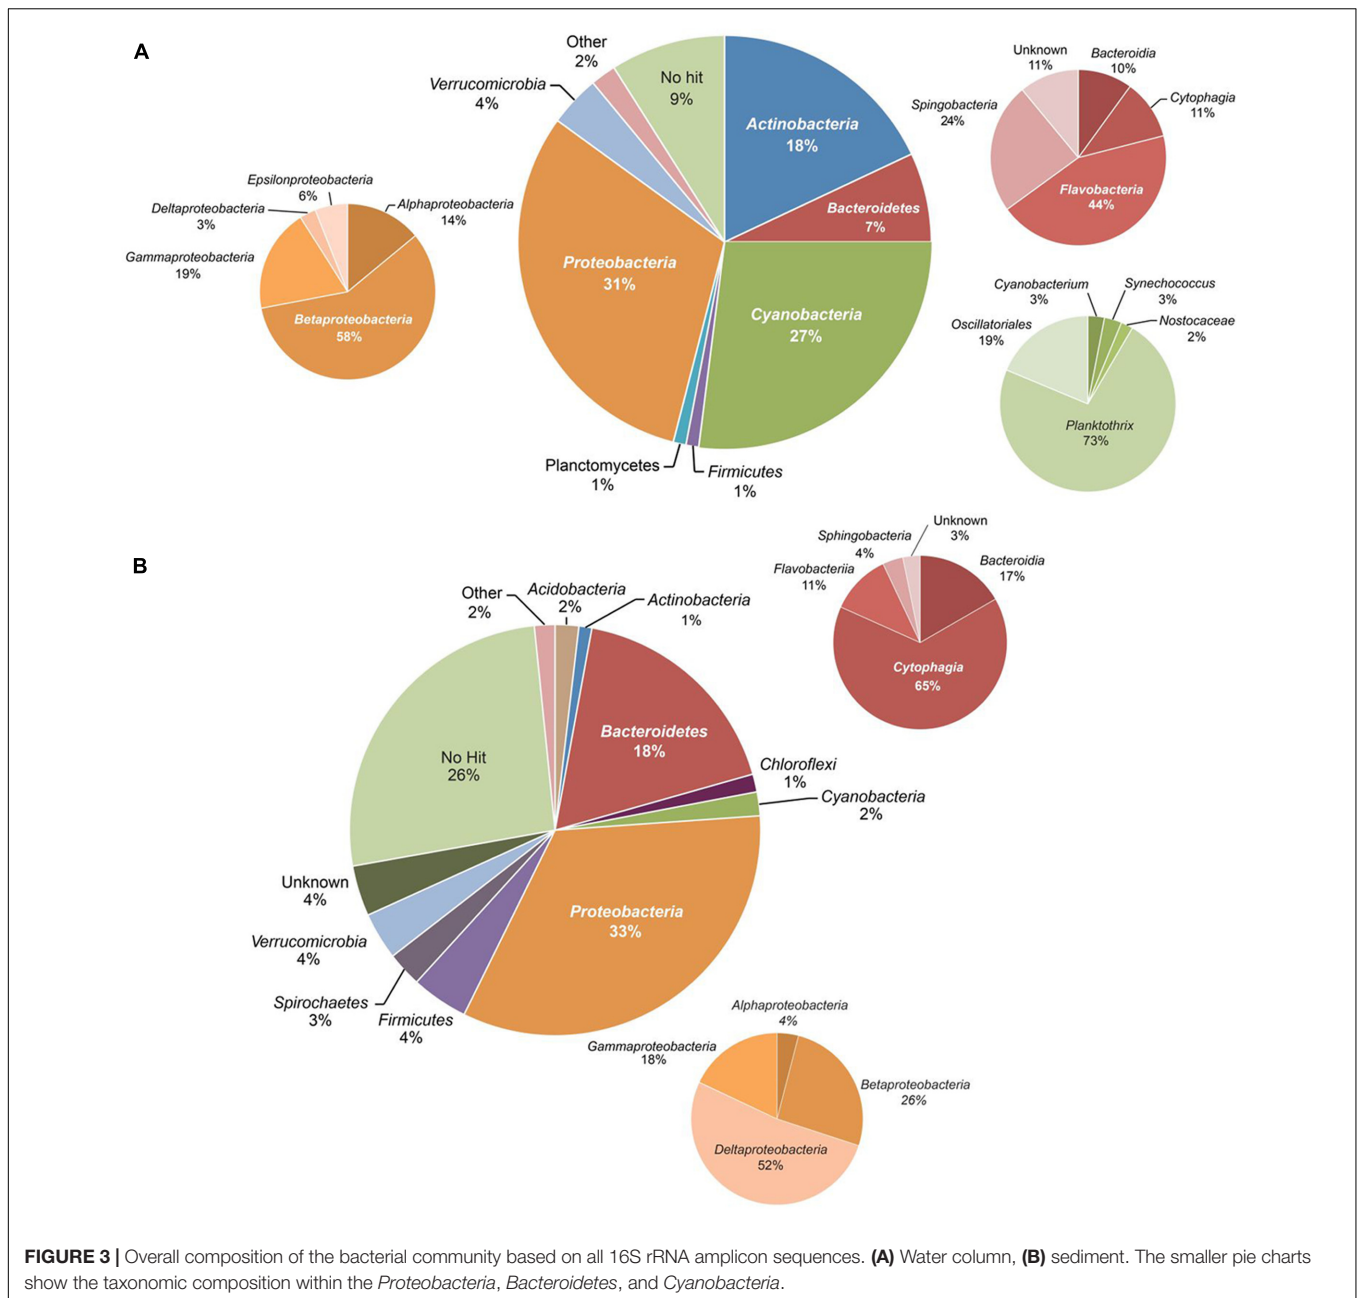 A
Other
2%
No hit
9%
Verrucomicrobia
4%
Actinobacteria
18%
Bacteroidetes
7%
Proteobacteria
31%
Cyanobacteria
27%
Planctomycetes
1%
Firmicutes
1%
Epsilonproteobacteria
6%
Deltaproteobacteria
3%
Alphaproteobacteria
14%
Gammaproteobacteria
19%
Betaproteobacteria
58%
Unknown
11%
Bacteroidia
10%
Spingobacteria
24%
Cytophagia
11%
Flavobacteria
44%
Cyanobacterium
3%
Synechococcus
3%
Oscillatoriales
19%
Nostocaceae
2%
Planktothrix
73%
B
Other
2%
Acidobacteria
2%
Actinobacteria
1%
Bacteroidetes
18%
No Hit
26%
Chloroflexi
1%
Cyanobacteria
2%
Unknown
4%
Proteobacteria
33%
Verrucomicrobia
4%
Spirochaetes
3%
Firmicutes
4%
Sphingobacteria
4%
Unknown
3%
Flavobacteriia
11%
Bacteroidia
17%
Cytophagia
65%
Alphaproteobacteria
4%
Gammaproteobacteria
18%
Betaproteobacteria
26%
Deltaproteobacteria
52%
FIGURE 3 | Overall composition of the bacterial community based on all 16S rRNA amplicon sequences. (A) Water column, (B) sediment. The smaller pie charts
show the taxonomic composition within the Proteobacteria, Bacteroidetes, and Cyanobacteria.